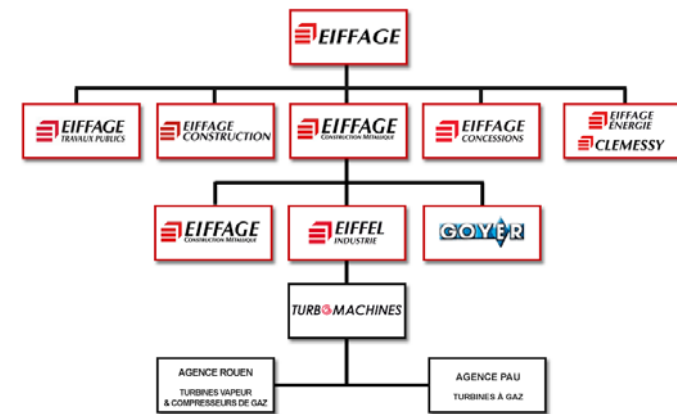 EIFFAGE
EIFFAGE
TRAVAUX PUBLICS
EIFFAGE
CONSTRUCTION
EIFFAGE
CONSTRUCTION MÉTALLIQUE
EIFFAGE
CONCESSIONS
EIFFAGE
ÉNERGIE
CLEMESSY
EIFFAGE
CONSTRUCTION MÉTALLIQUE
EIFFEL
INDUSTRIE
GOYER
TURBOMACHINES
AGENCE ROUEN
TURBINES VAPEUR
& COMPRESSEURS DE GAZ
AGENCE PAU
TURBINES À GAZ